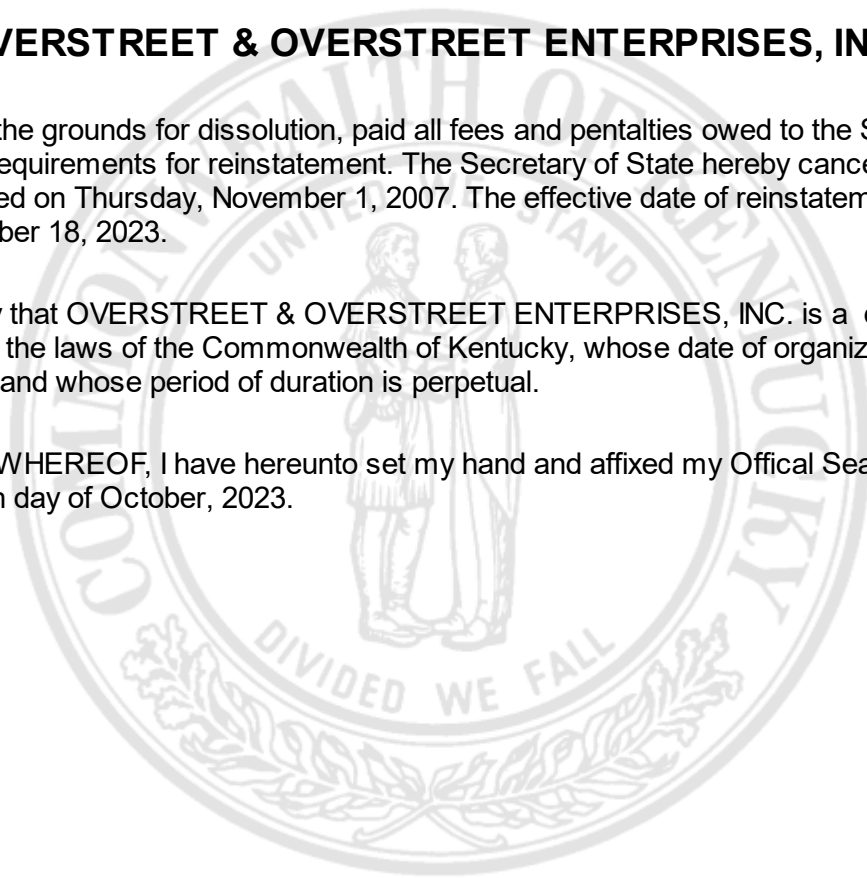 VERSTREET & OVERSTREET ENTERPRISES, IN
the grounds for dissolution, paid all fees and pentalties owed to the S
equirements for reinstatement. The Secretary of State hereby cance
ed on Thursday, November 1, 2007. The effective date of reinstatem
ber 18, 2023.
y that OVERSTREET & OVERSTREET ENTERPRISES, INC. is a
the laws of the Commonwealth of Kentucky, whose date of organiz
and whose period of duration is perpetual.
WHEREOF, I have hereunto set my hand and affixed my Offical Sea
h day of October, 2023.
COMMONWEALTH OF KENTUCKY
UNITED WE STAND
DIVIDED WE FALL